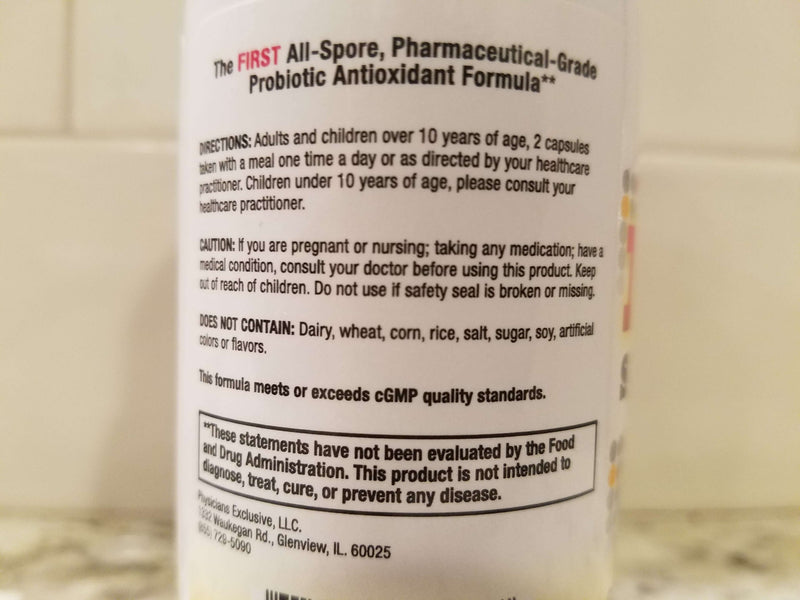 The FIRST All-Spore, Pharmaceutical-Grade
Probiotic Antioxidant Formula**
DIRECTIONS: Adults and children over 10 years of age, 2 capsules
taken with a meal one time a day or as directed by your healthcare
practitioner. Children under 10 years of age, please consult your
healthcare practitioner.
CAUTION: If you are pregnant or nursing; taking any medication; have a
medical condition, consult your doctor before using this product. Keep
out of reach of children. Do not use if safety seal is broken or missing.
DOES NOT CONTAIN: Dairy, wheat, corn, rice, salt, sugar, soy, artificial
colors or flavors.
This formula meets or exceeds cGMP quality standards.
**These statements have not been evaluated by the Food
and Drug Administration. This product is not intended to
diagnose, treat, cure, or prevent any disease.
Physicians Exclusive, LLC.
1332 Waukegan Rd., Glenview, IL. 60025
(855) 729-5090